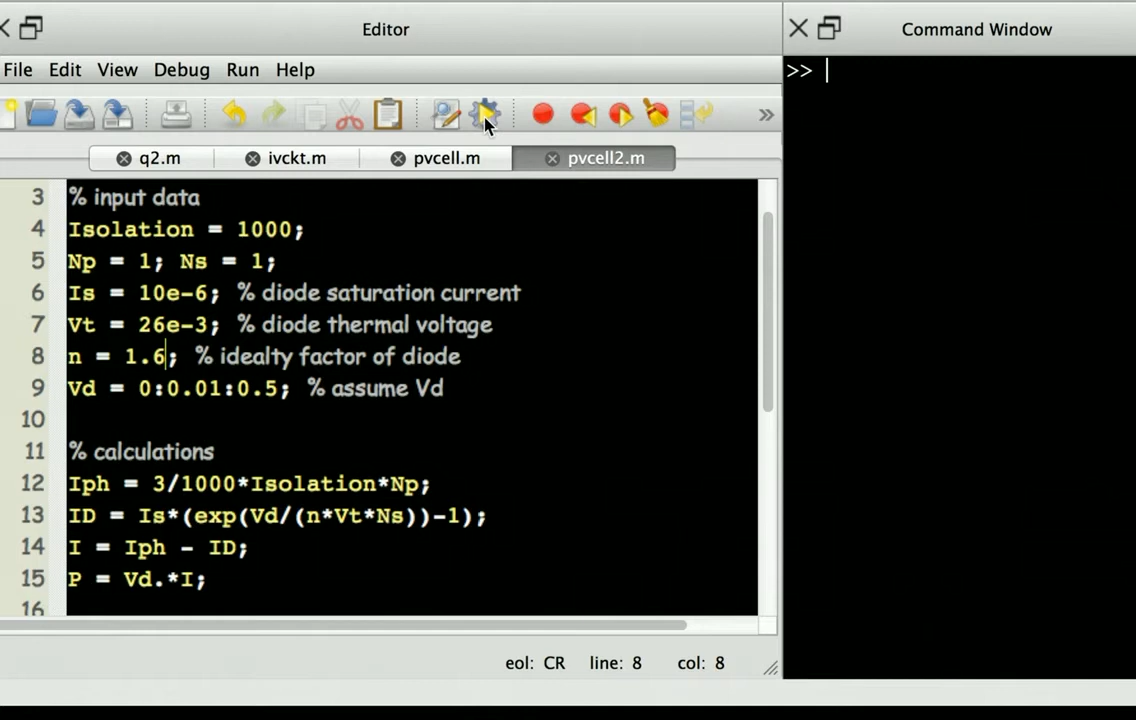 Editor
Command Window
File Edit View Debug Run Help
>>
q2.m ivckt.m pvcell.m pvcell2.m
3 % input data
4 Isolation = 1000;
5 Np = 1; Ns = 1;
6 Is = 10e-6; % diode saturation current
7 Vt = 26e-3; % diode thermal voltage
8 n = 1.6; % idealty factor of diode
9 Vd = 0:0.01:0.5; % assume Vd
10
11 % calculations
12 Iph = 3/1000*Isolation*Np;
13 ID = Is*(exp(Vd/(n*Vt*Ns))-1);
14 I = Iph - ID;
15 P = Vd.*I;
16
eol: CR line: 8 col: 8